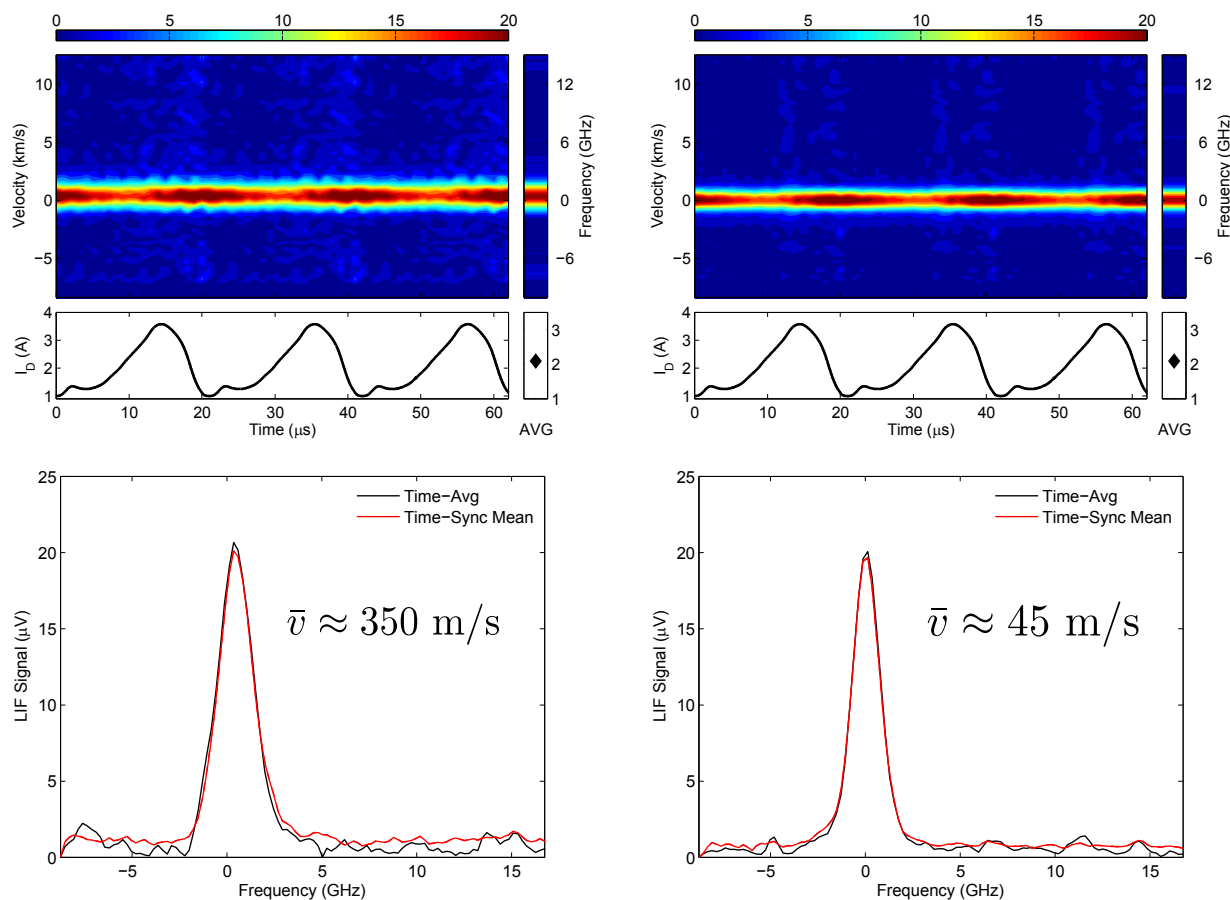 0 5 10 15 20
0 5 10 15 20
Velocity (km/s)
10
5
0
−5
12
6
0
−6
Frequency (GHz)
Velocity (km/s)
10
5
0
−5
12
6
0
−6
Frequency (GHz)
I_D (A)
4
3
2
1
3
2
1
0 10 20 30 40 50 60
Time (μs)
AVG
I_D (A)
4
3
2
1
3
2
1
0 10 20 30 40 50 60
Time (μs)
AVG
LIF Signal (μV)
25
20
15
10
5
0
Time−Avg
Time−Sync Mean
v̄ ≈ 350 m/s
−5 0 5 10 15
Frequency (GHz)
LIF Signal (μV)
25
20
15
10
5
0
Time−Avg
Time−Sync Mean
v̄ ≈ 45 m/s
−5 0 5 10 15
Frequency (GHz)